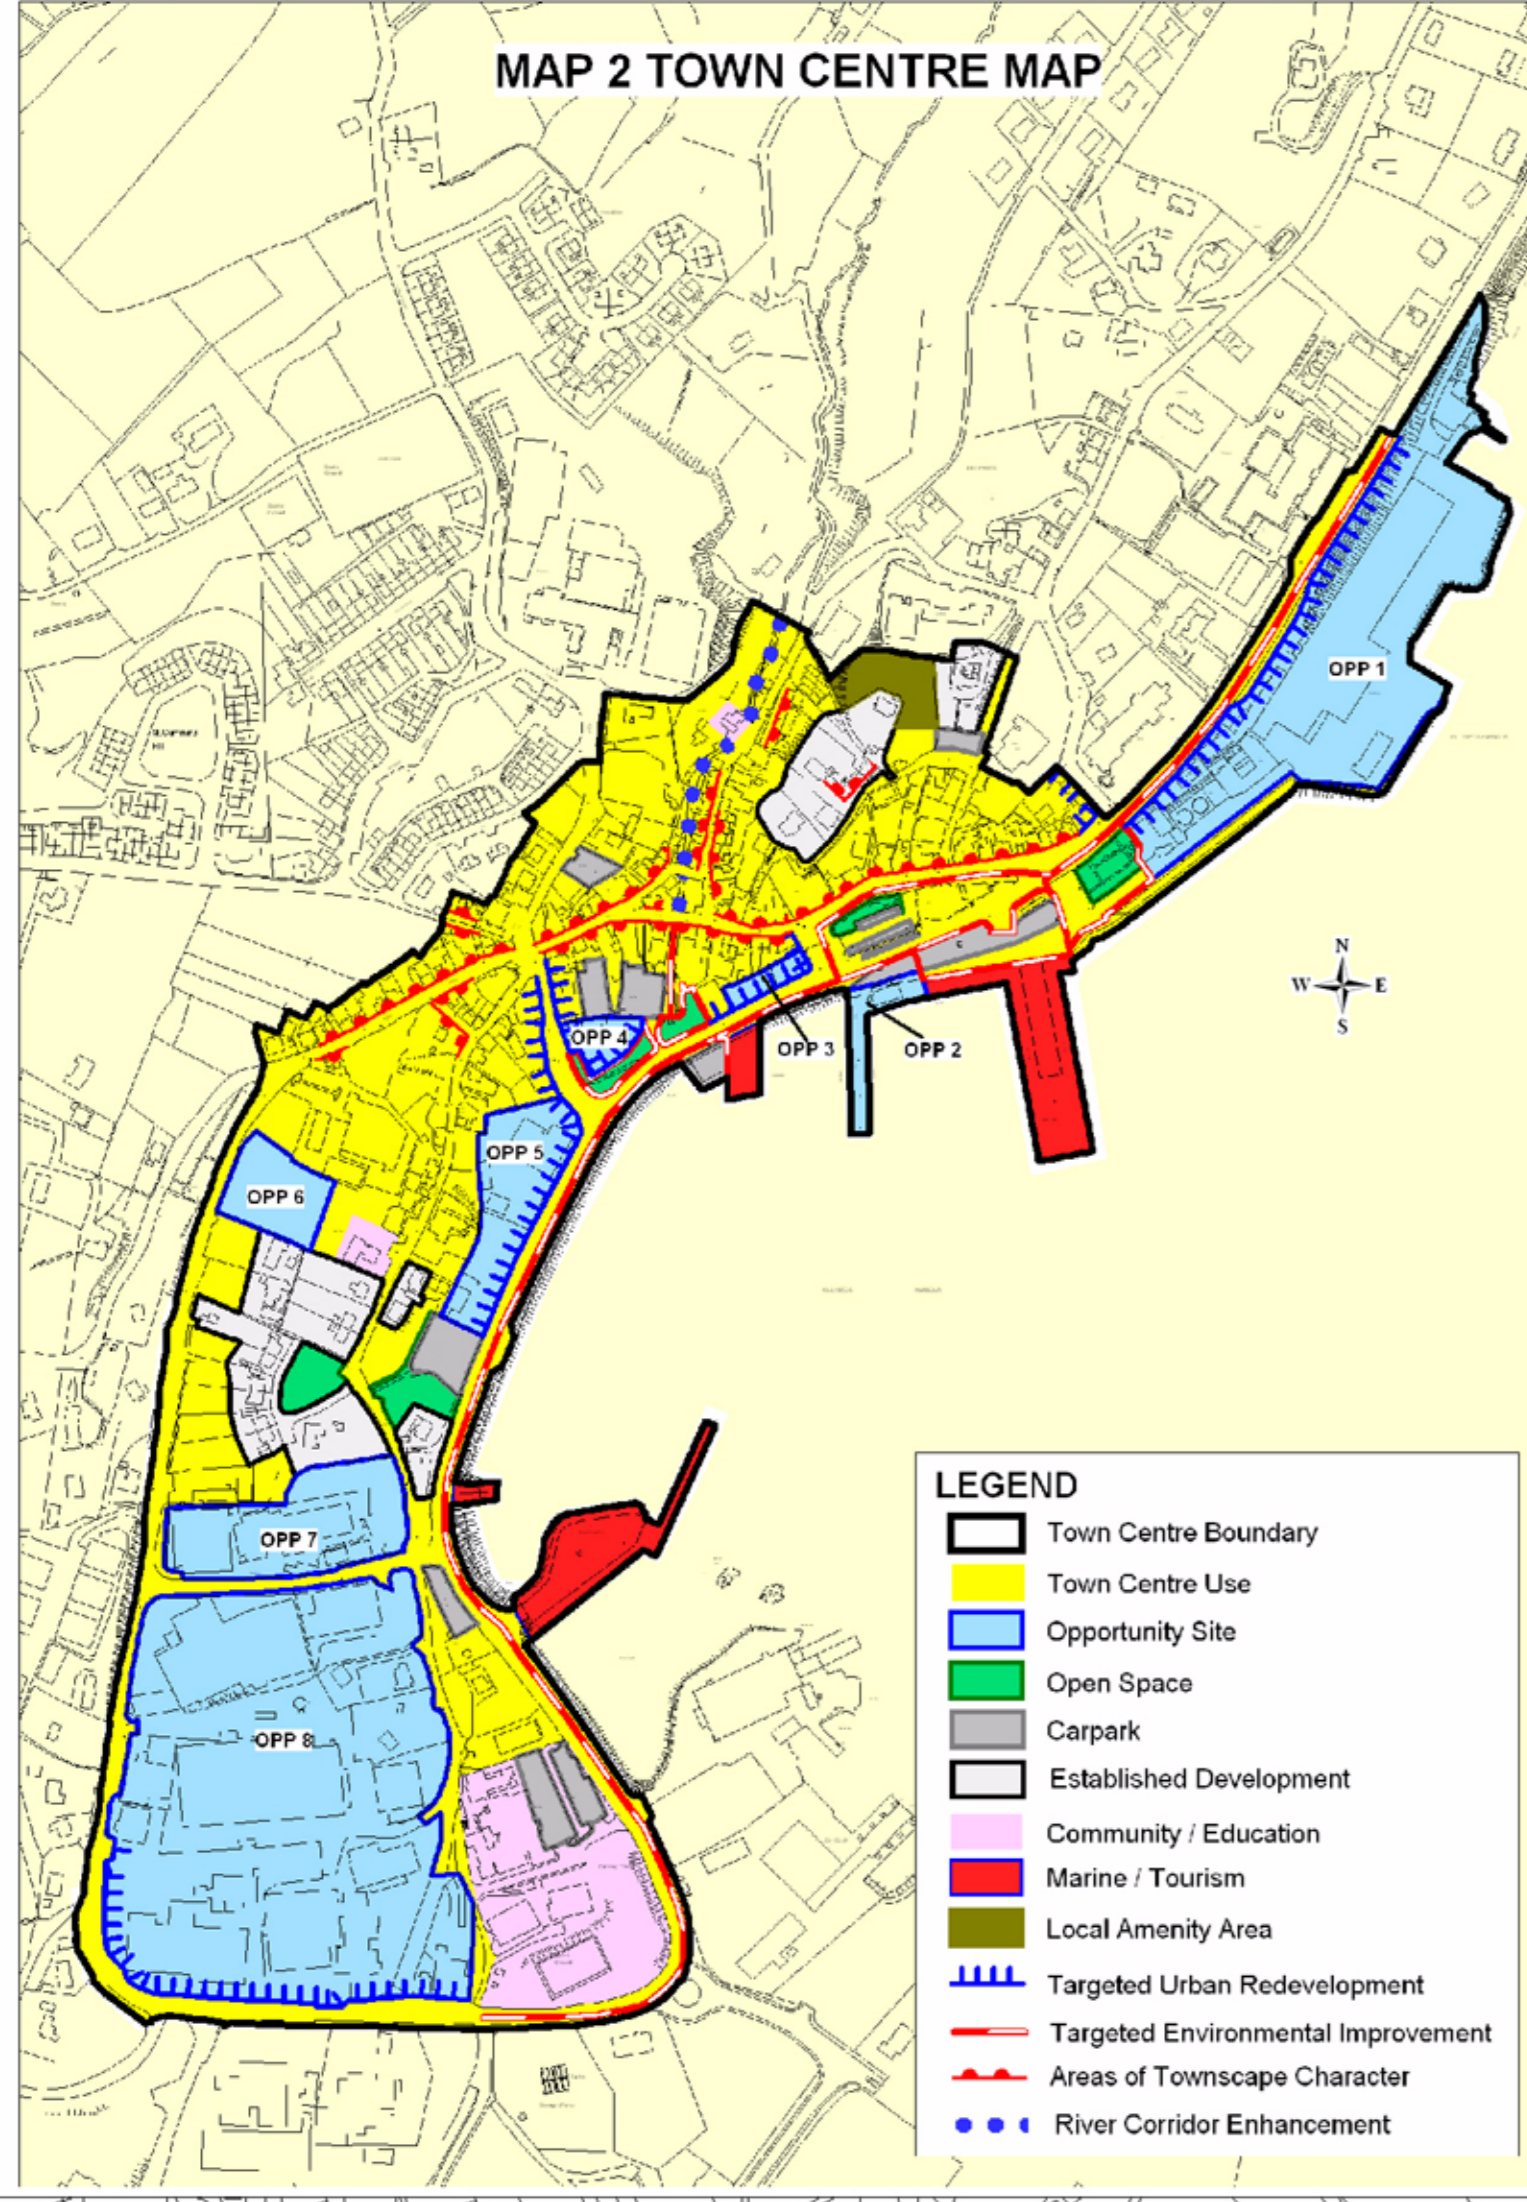 MAP 2 TOWN CENTRE MAP
OPP 1
N
W E
S
OPP 4
OPP 3
OPP 2
OPP 5
OPP 6
OPP 7
OPP 8
LEGEND
Town Centre Boundary
Town Centre Use
Opportunity Site
Open Space
Carpark
Established Development
Community / Education
Marine / Tourism
Local Amenity Area
Targeted Urban Redevelopment
Targeted Environmental Improvement
Areas of Townscape Character
River Corridor Enhancement